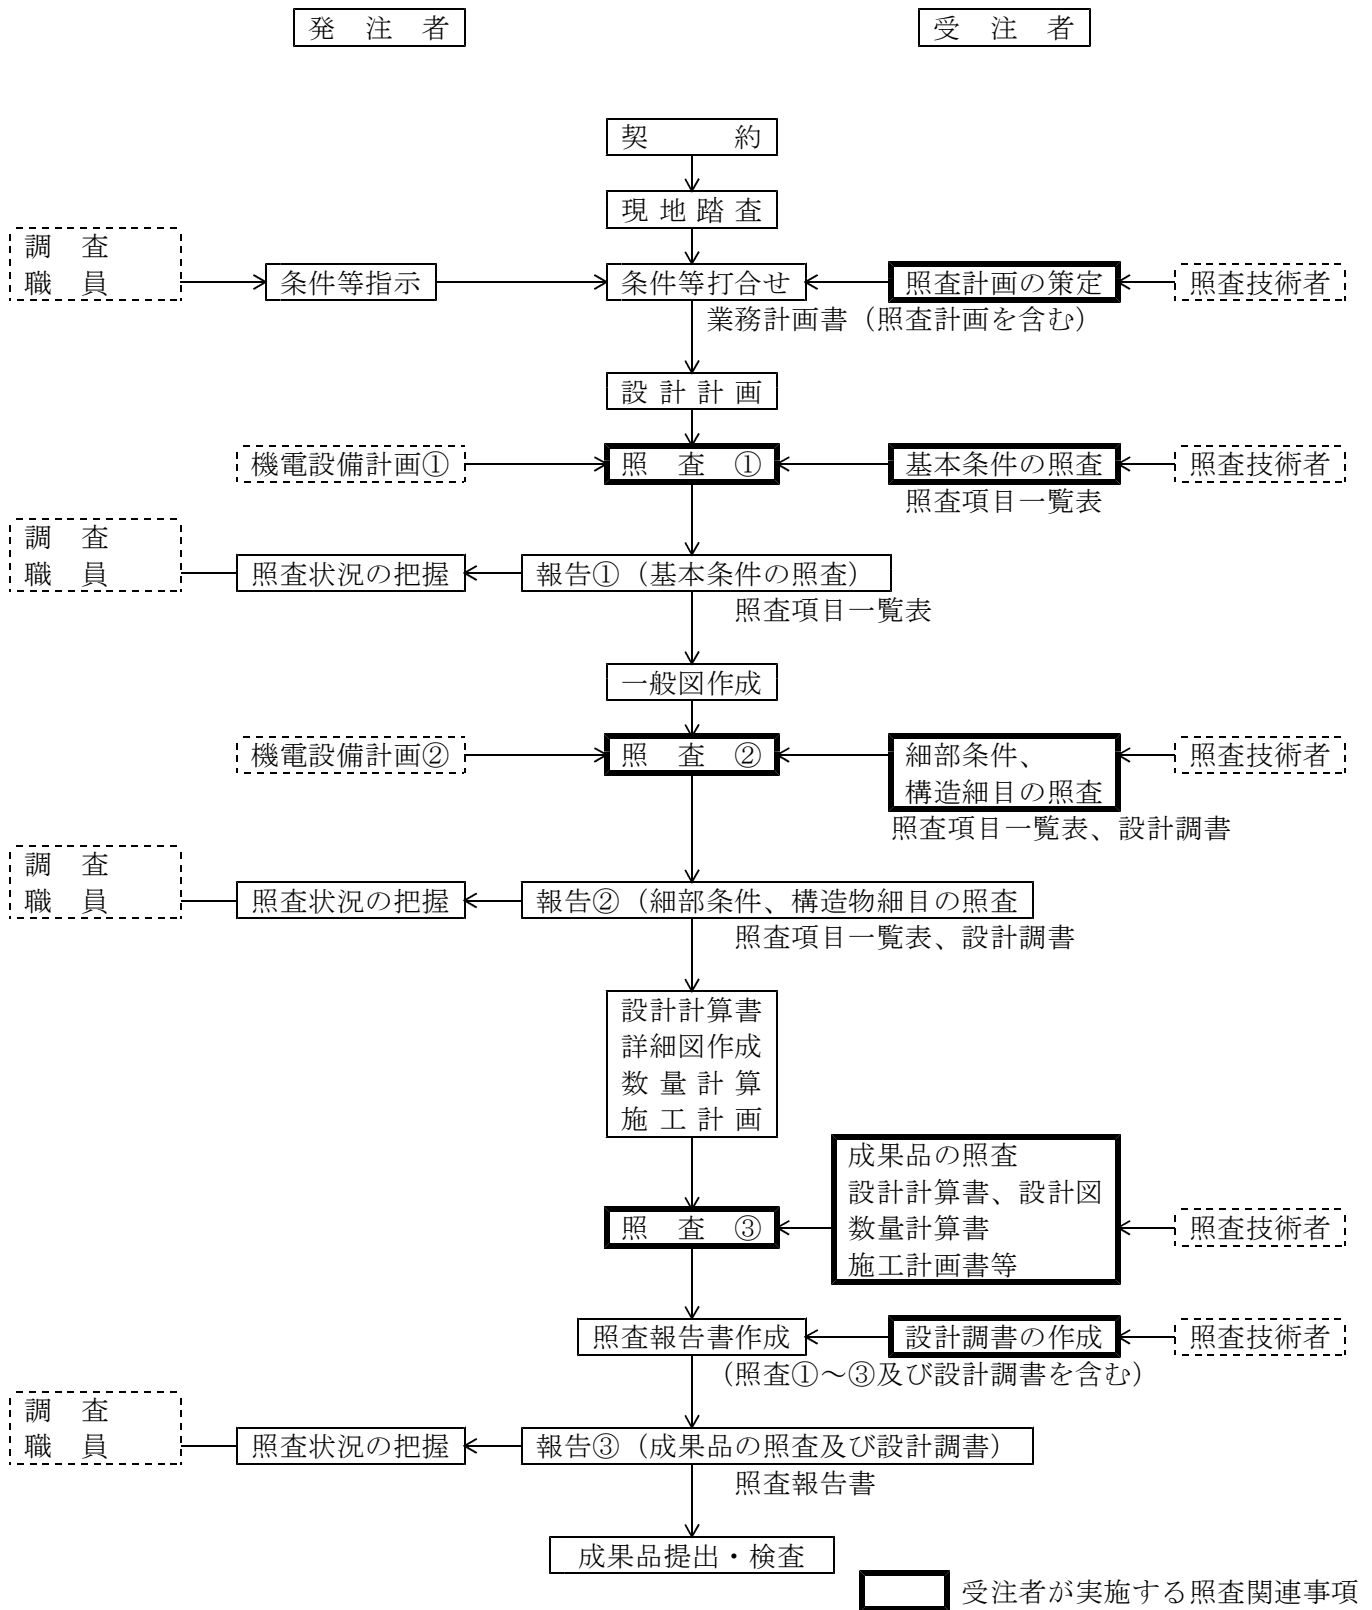 発　注　者
受　注　者
契　　　約
現 地 踏 査
調　査
職　員
条件等指示
条件等打合せ
照査計画の策定
照査技術者
業務計画書（照査計画を含む）
設 計 計 画
機電設備計画①
照　査　①
基本条件の照査
照査技術者
照査項目一覧表
調　査
職　員
照査状況の把握
報告①（基本条件の照査）
照査項目一覧表
一般図作成
機電設備計画②
照　査　②
細部条件、
構造細目の照査
照査技術者
照査項目一覧表、設計調書
調　査
職　員
照査状況の把握
報告②（細部条件、構造物細目の照査
照査項目一覧表、設計調書
設計計算書
詳細図作成
数 量 計 算
施 工 計 画
照　査　③
成果品の照査
設計計算書、設計図
数量計算書
施工計画書等
照査技術者
照査報告書作成
設計調書の作成
照査技術者
（照査①～③及び設計調書を含む）
調　査
職　員
照査状況の把握
報告③（成果品の照査及び設計調書）
照査報告書
成果品提出・検査
受注者が実施する照査関連事項